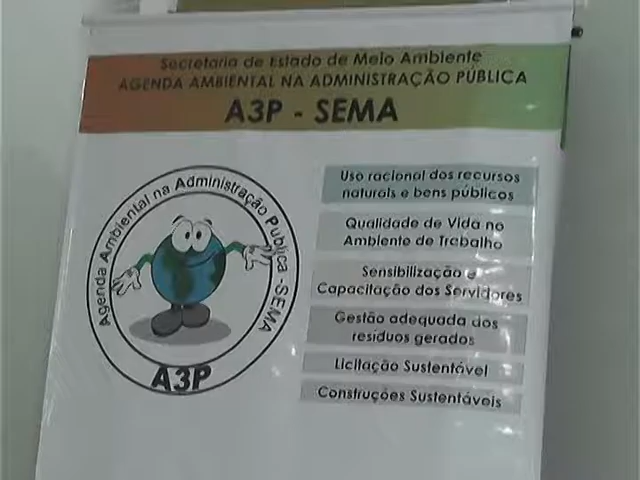 Secretaria de Estado de Meio Ambiente
AGENDA AMBIENTAL NA ADMINISTRAÇÃO PÚBLICA
A3P - SEMA
Agenda Ambiental na Administração Pública -SEMA
A3P
Uso racional dos recursos
naturais e bens públicos
Qualidade de Vida no
Ambiente de Trabalho
Sensibilização e
Capacitação dos Servidores
Gestão adequada dos
resíduos gerados
Licitação Sustentável
Construções Sustentáveis